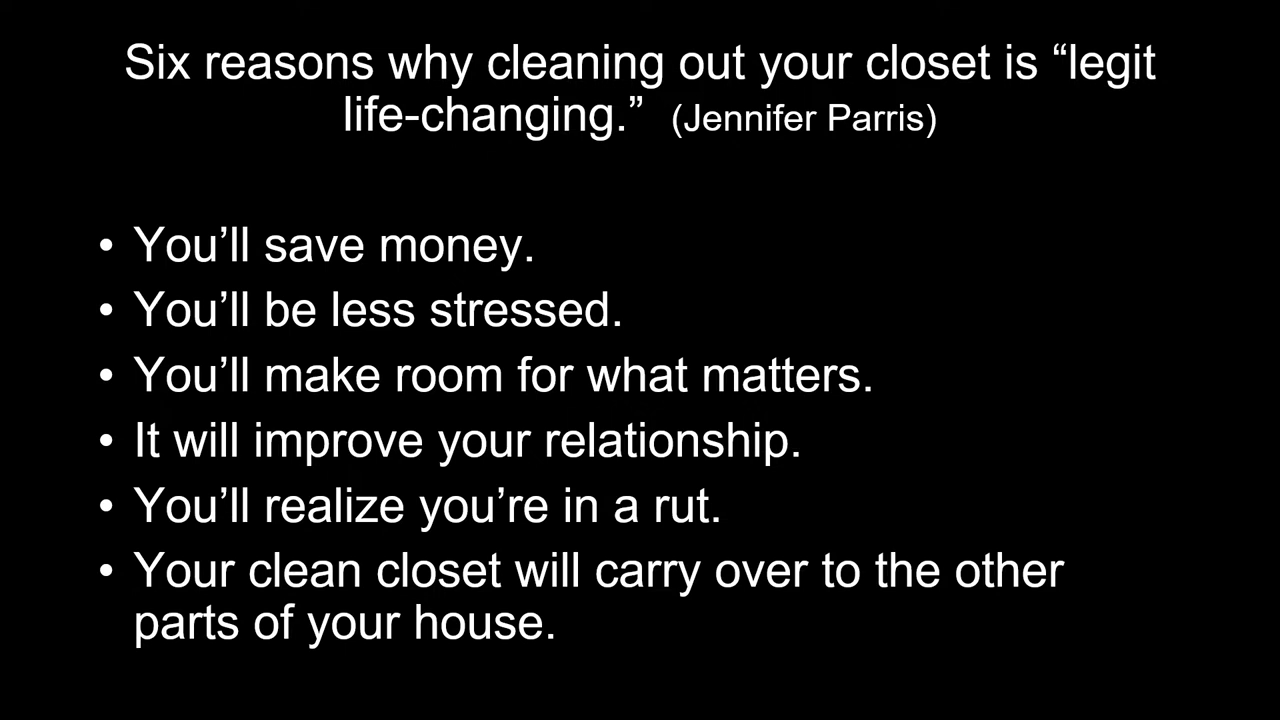 Six reasons why cleaning out your closet is “legit
life-changing.” (Jennifer Parris)
• You’ll save money.
• You’ll be less stressed.
• You’ll make room for what matters.
• It will improve your relationship.
• You’ll realize you’re in a rut.
• Your clean closet will carry over to the other
parts of your house.